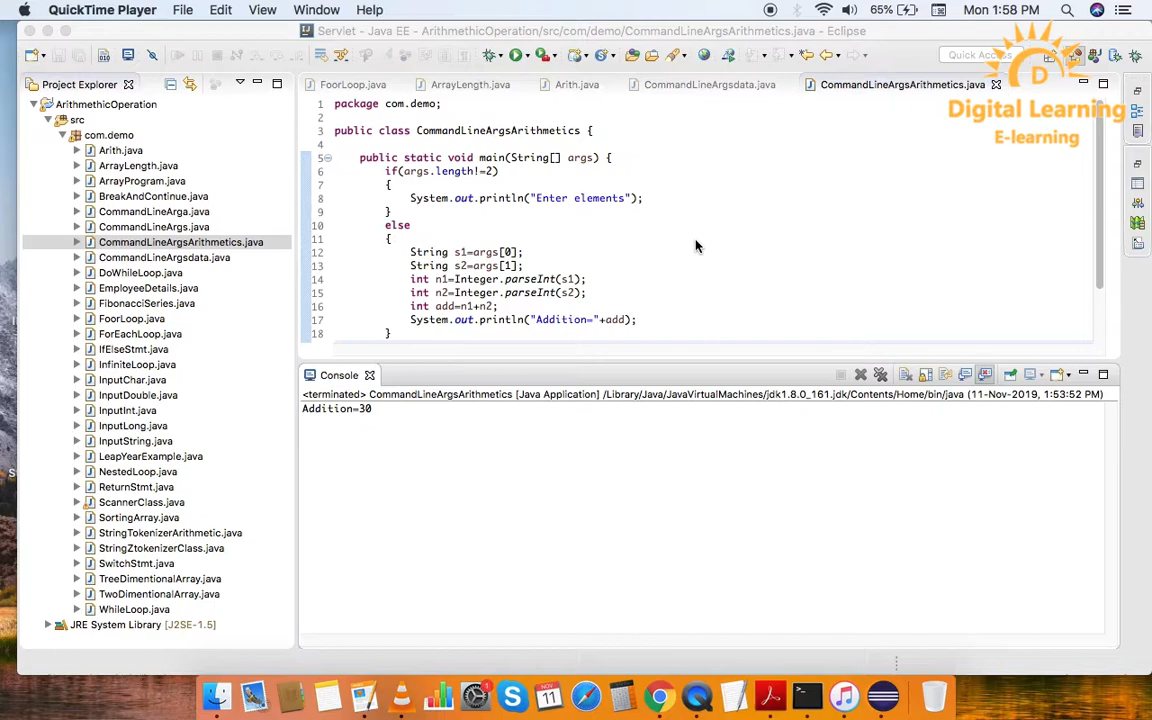 QuickTime Player File Edit View Window Help 65% Mon 1:58 PM
Servlet - Java EE - ArithmethicOperation/src/com/demo/CommandLineArgsArithmetics.java - Eclipse
Quick Access
D
Digital Learning
E-learning
Project Explorer
FoorLoop.java ArrayLength.java Arith.java CommandLineArgsdata.java CommandLineArgsArithmetics.java
ArithmethicOperation
src
com.demo
Arith.java
ArrayLength.java
ArrayProgram.java
BreakAndContinue.java
CommandLineArga.java
CommandLineArgs.java
CommandLineArgsArithmetics.java
CommandLineArgsdata.java
DoWhileLoop.java
EmployeeDetails.java
FibonacciSeries.java
FoorLoop.java
ForEachLoop.java
IfElseStmt.java
InfiniteLoop.java
InputChar.java
InputDouble.java
InputInt.java
InputLong.java
InputString.java
LeapYearExample.java
NestedLoop.java
ReturnStmt.java
ScannerClass.java
SortingArray.java
StringTokenizerArithmetic.java
StringZtokenizerClass.java
SwitchStmt.java
TreeDimentionalArray.java
TwoDimentionalArray.java
WhileLoop.java
JRE System Library [J2SE-1.5]
1 package com.demo;
2
3 public class CommandLineArgsArithmetics {
4
5 public static void main(String[] args) {
6 if(args.length!=2)
7 {
8 System.out.println("Enter elements");
9 }
10 else
11 {
12 String s1=args[0];
13 String s2=args[1];
14 int n1=Integer.parseInt(s1);
15 int n2=Integer.parseInt(s2);
16 int add=n1+n2;
17 System.out.println("Addition="+add);
18 }
Console
<terminated> CommandLineArgsArithmetics [Java Application] /Library/Java/JavaVirtualMachines/jdk1.8.0_161.jdk/Contents/Home/bin/java (11-Nov-2019, 1:53:52 PM)
Addition=30
1
NOV
11